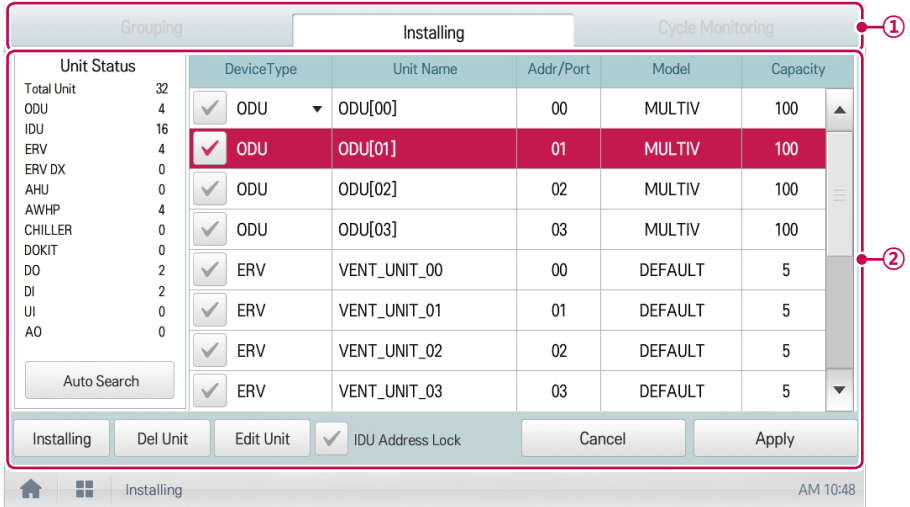 Grouping Installing Cycle Monitoring ①
Unit Status
Total Unit 32
ODU 4
IDU 16
ERV 4
ERV DX 0
AHU 0
AWHP 4
CHILLER 0
DOKIT 0
DO 2
DI 2
UI 0
AO 0
Auto Search
DeviceType Unit Name Addr/Port Model Capacity
ODU ODU[00] 00 MULTIV 100
ODU ODU[01] 01 MULTIV 100
ODU ODU[02] 02 MULTIV 100
ODU ODU[03] 03 MULTIV 100
ERV VENT_UNIT_00 00 DEFAULT 5
ERV VENT_UNIT_01 01 DEFAULT 5
ERV VENT_UNIT_02 02 DEFAULT 5
ERV VENT_UNIT_03 03 DEFAULT 5
②
Installing Del Unit Edit Unit IDU Address Lock Cancel Apply
Installing AM 10:48